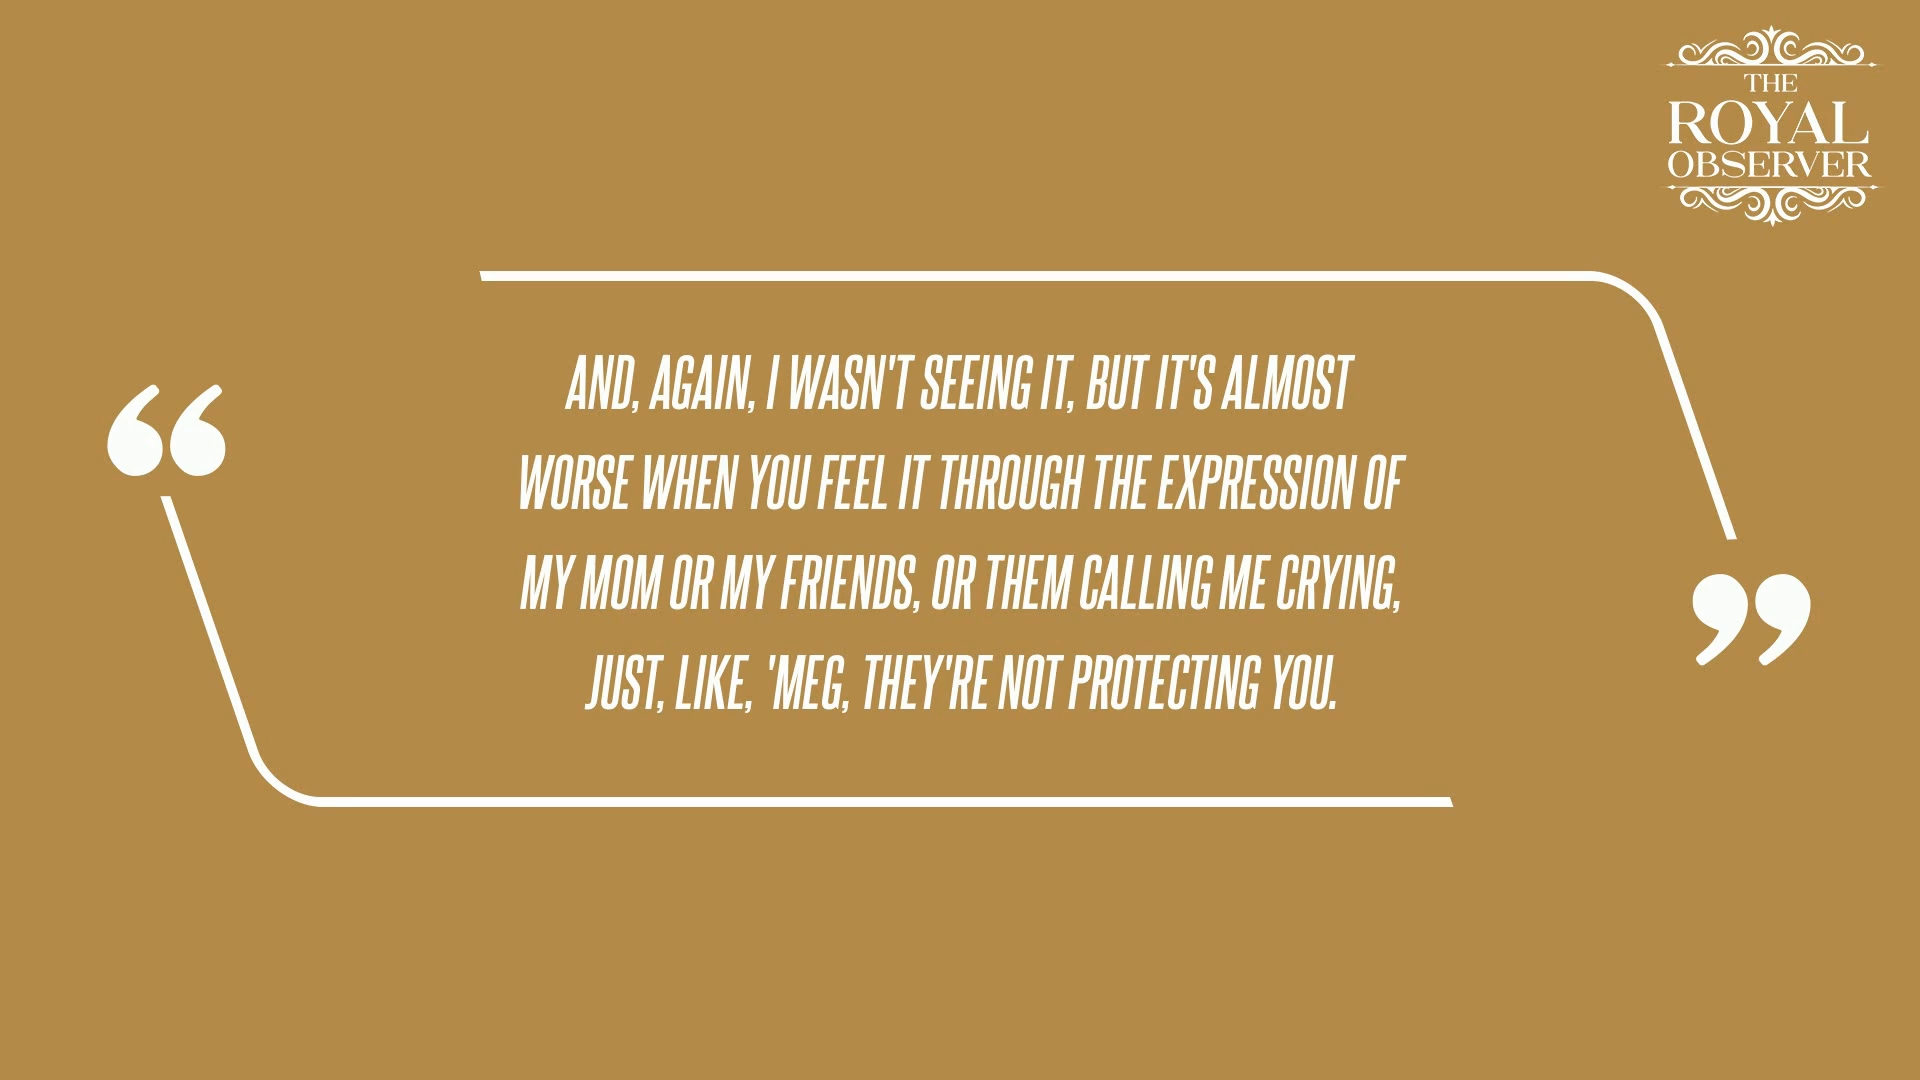 THE
ROYAL
OBSERVER
“
AND, AGAIN, I WASN'T SEEING IT, BUT IT'S ALMOST
WORSE WHEN YOU FEEL IT THROUGH THE EXPRESSION OF
MY MOM OR MY FRIENDS, OR THEM CALLING ME CRYING,
JUST, LIKE, 'MEG, THEY'RE NOT PROTECTING YOU.
”